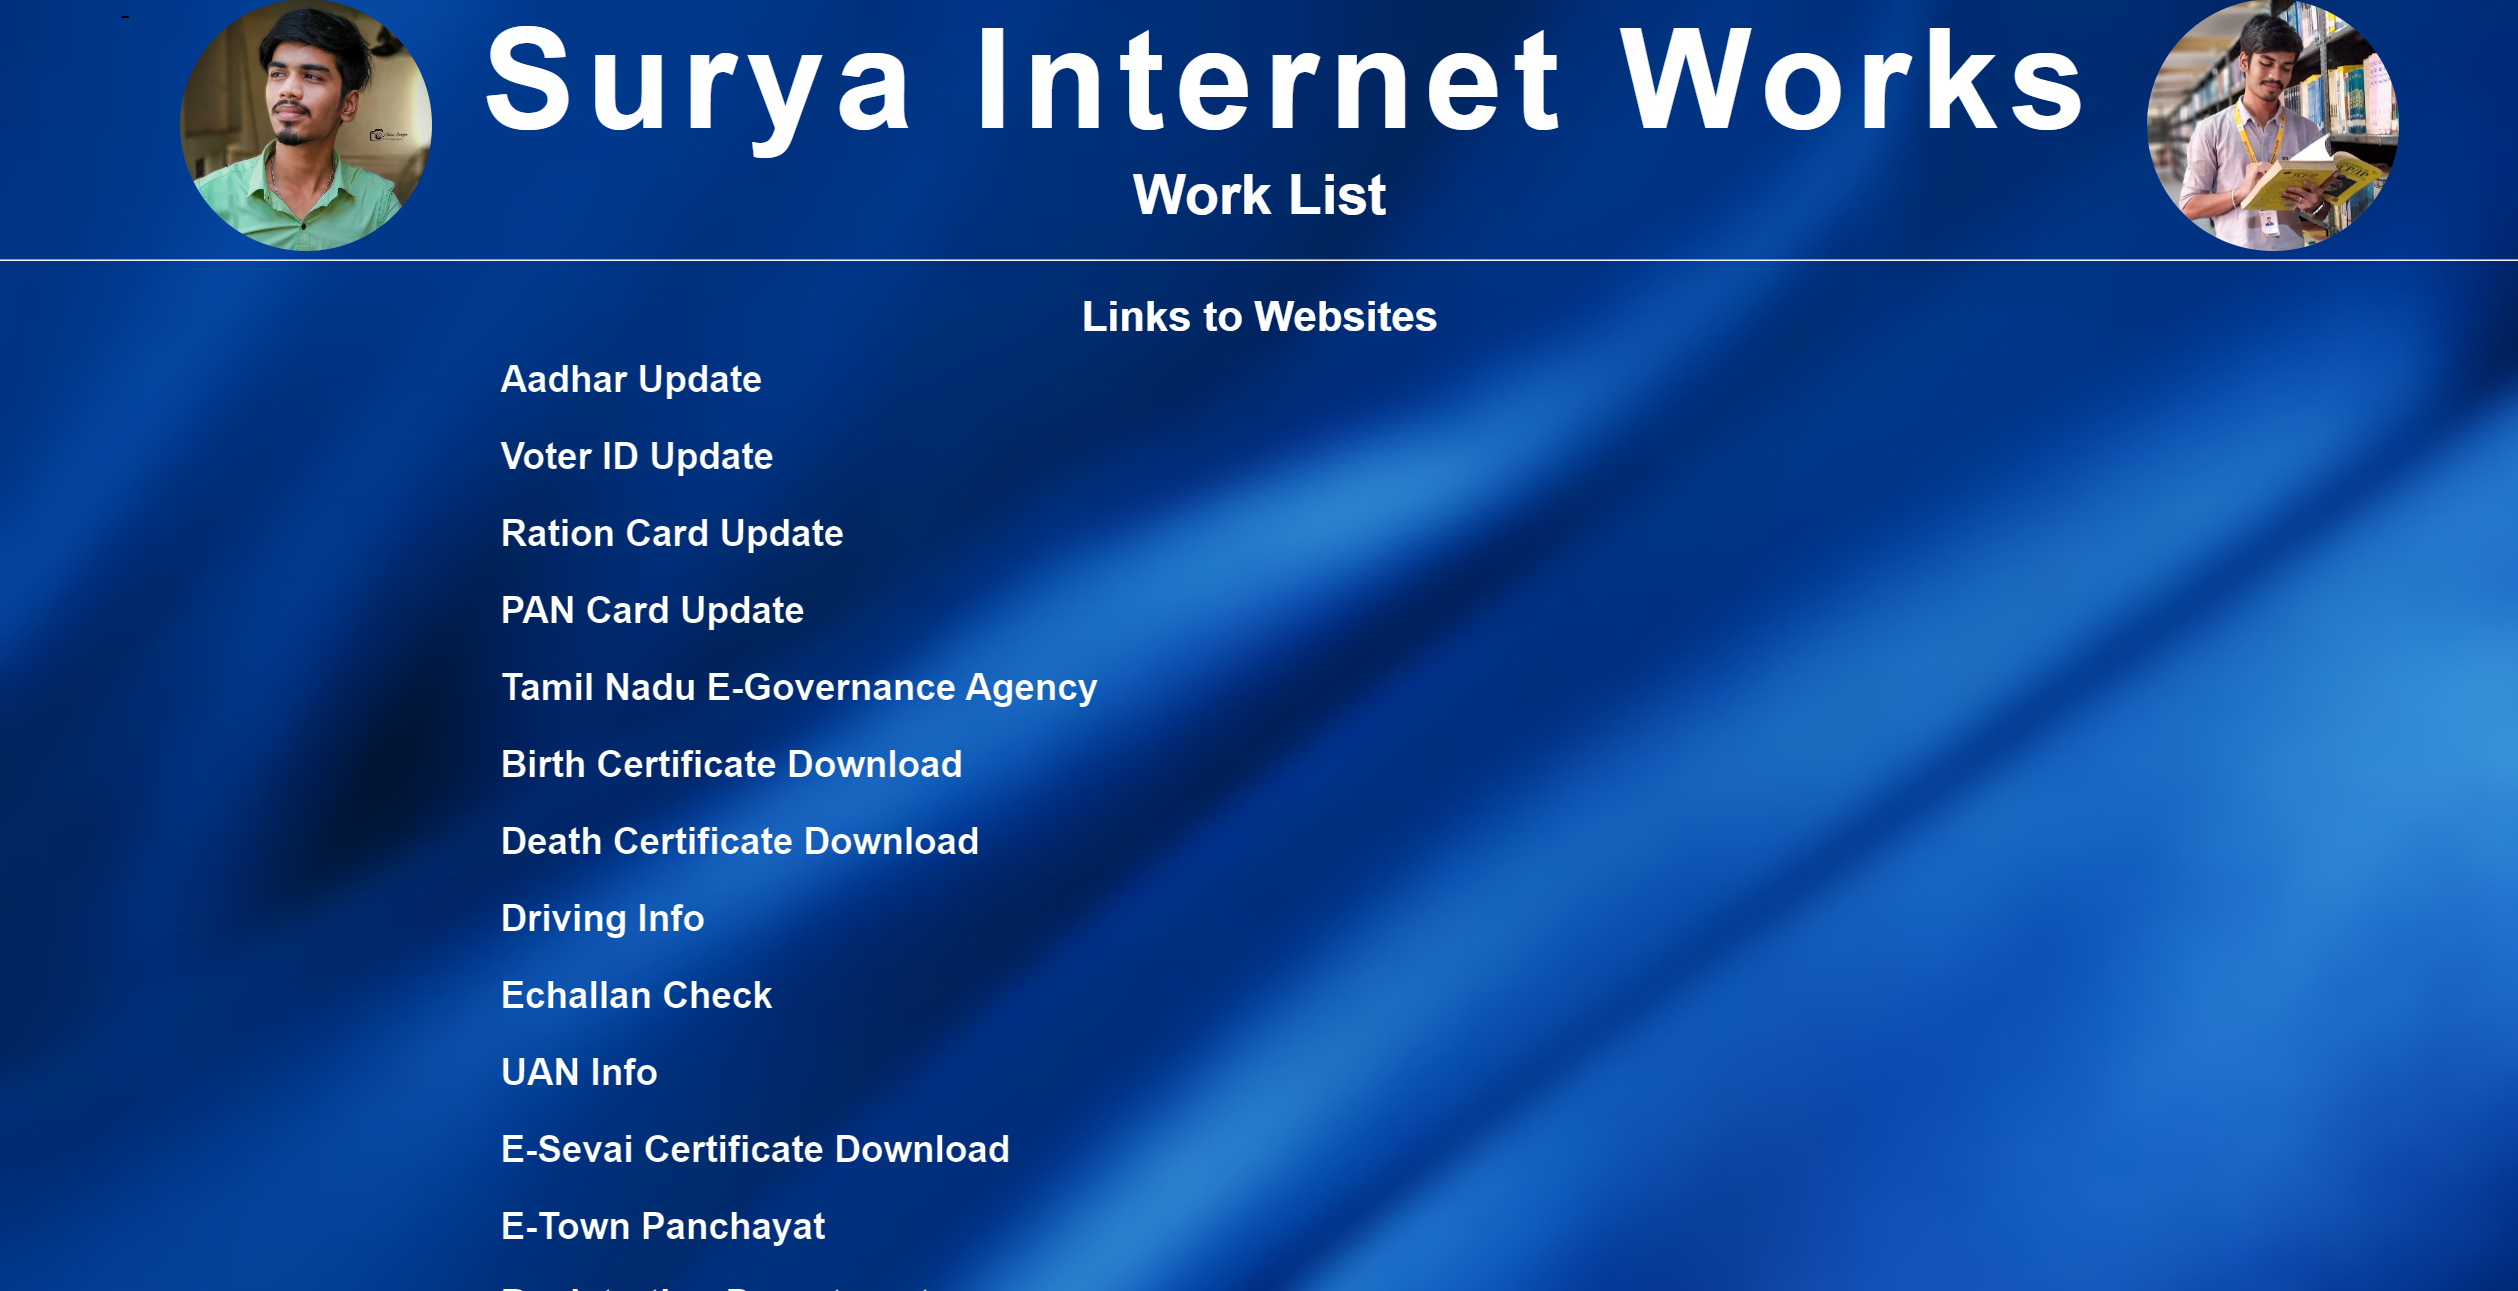 Surya Internet Works
Work List
Links to Websites
Aadhar Update
Voter ID Update
Ration Card Update
PAN Card Update
Tamil Nadu E-Governance Agency
Birth Certificate Download
Death Certificate Download
Driving Info
Echallan Check
UAN Info
E-Sevai Certificate Download
E-Town Panchayat